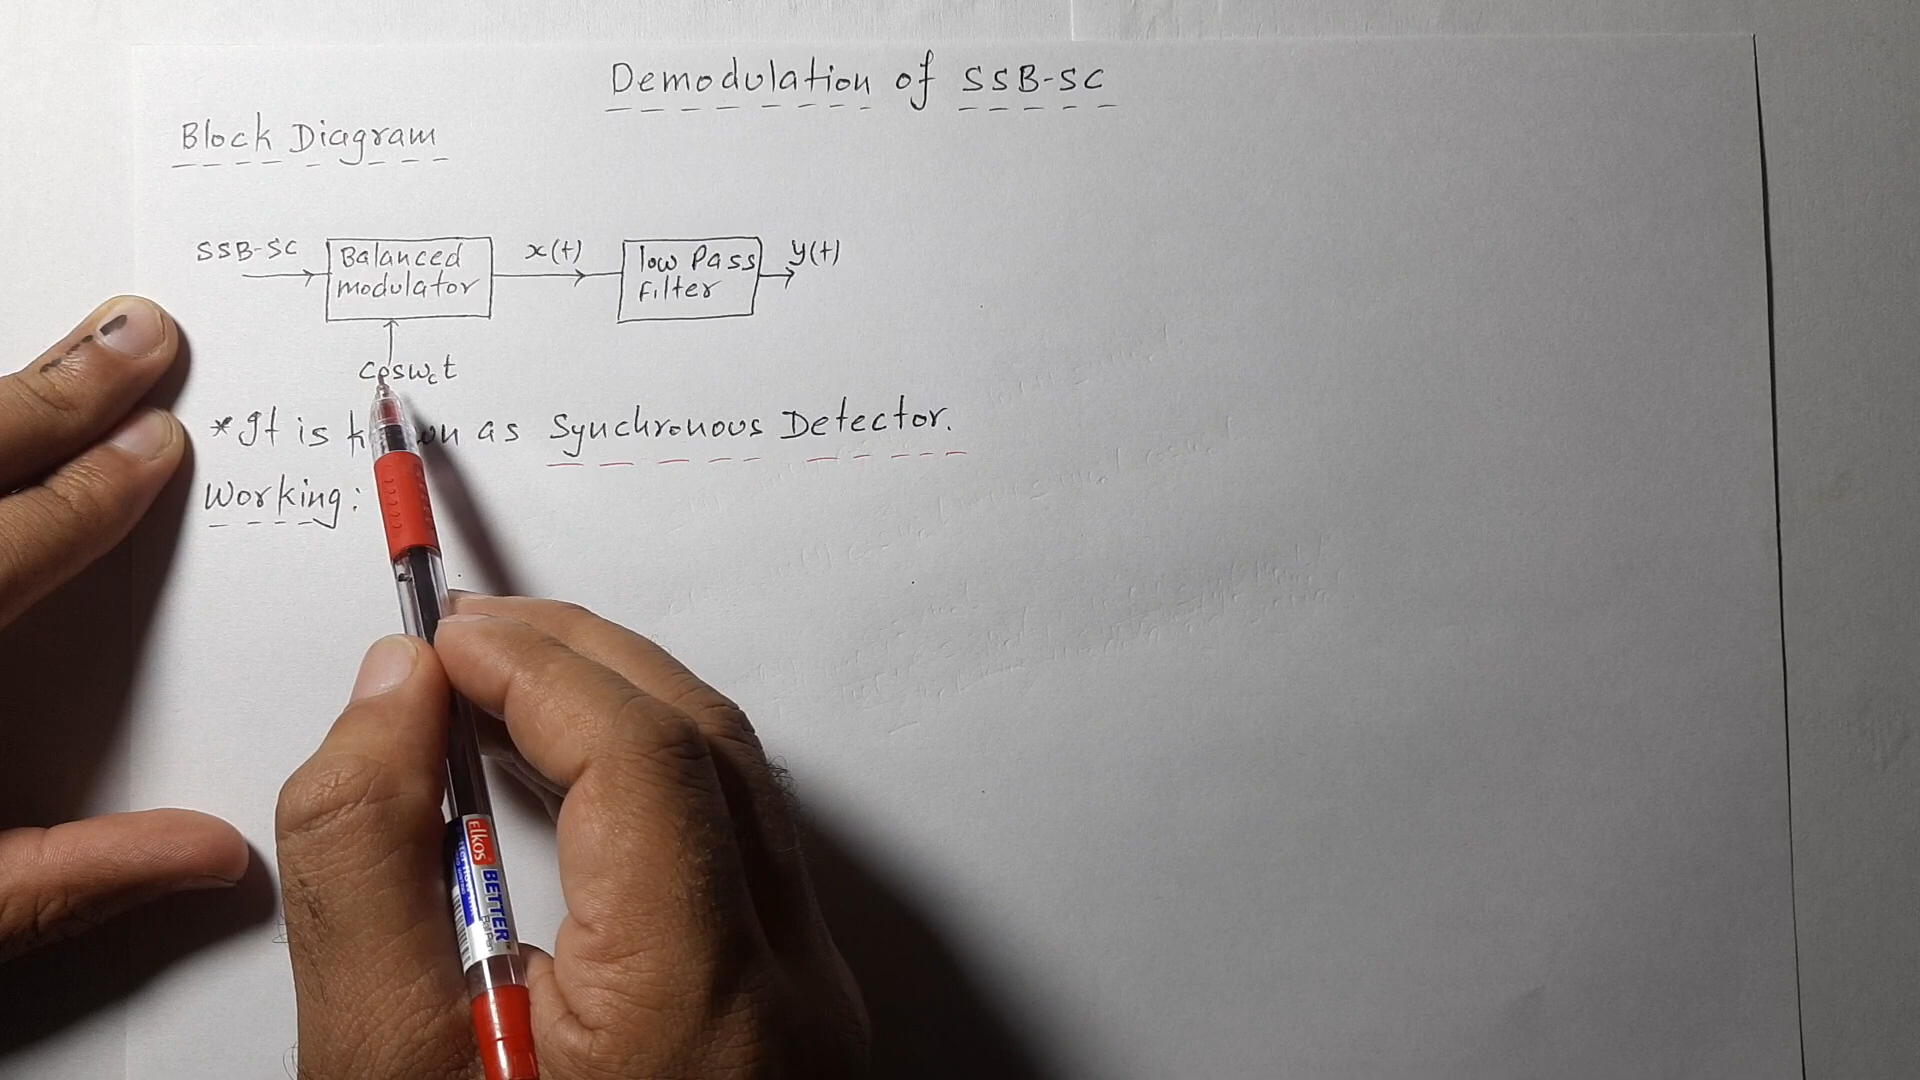 Demodulation of SSB-SC
Block Diagram
SSB-SC
Balanced
modulator
x(t)
low Pass
Filter
y(t)
cosωct
*It is known as Synchronous Detector.
Working:
Elkos
BETTER